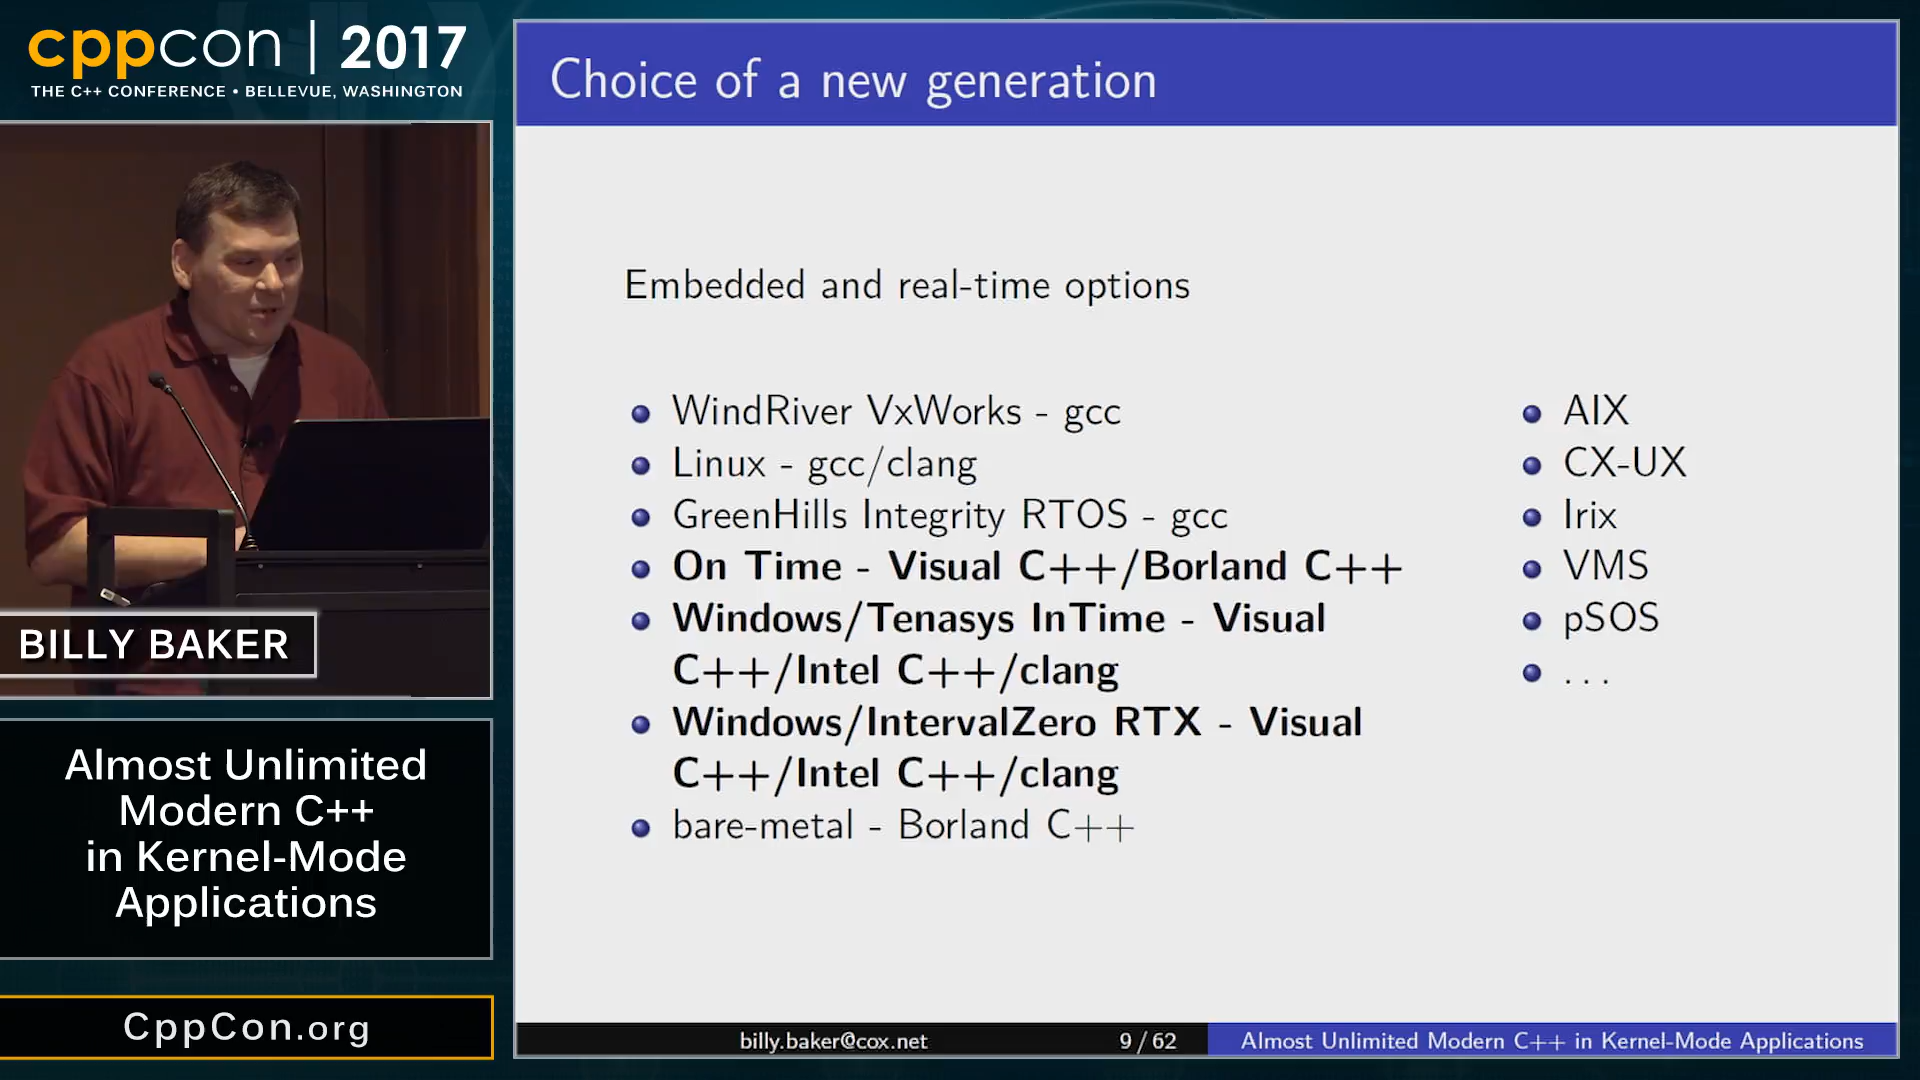 cppcon | 2017
THE C++ CONFERENCE • BELLEVUE, WASHINGTON
BILLY BAKER
Almost Unlimited
Modern C++
in Kernel-Mode
Applications
CppCon.org
Choice of a new generation
Embedded and real-time options
WindRiver VxWorks - gcc
Linux - gcc/clang
GreenHills Integrity RTOS - gcc
On Time - Visual C++/Borland C++
Windows/Tenasys InTime - Visual
C++/Intel C++/clang
Windows/IntervalZero RTX - Visual
C++/Intel C++/clang
bare-metal - Borland C++
AIX
CX-UX
Irix
VMS
pSOS
...
billy.baker@cox.net
9 / 62
Almost Unlimited Modern C++ in Kernel-Mode Applications